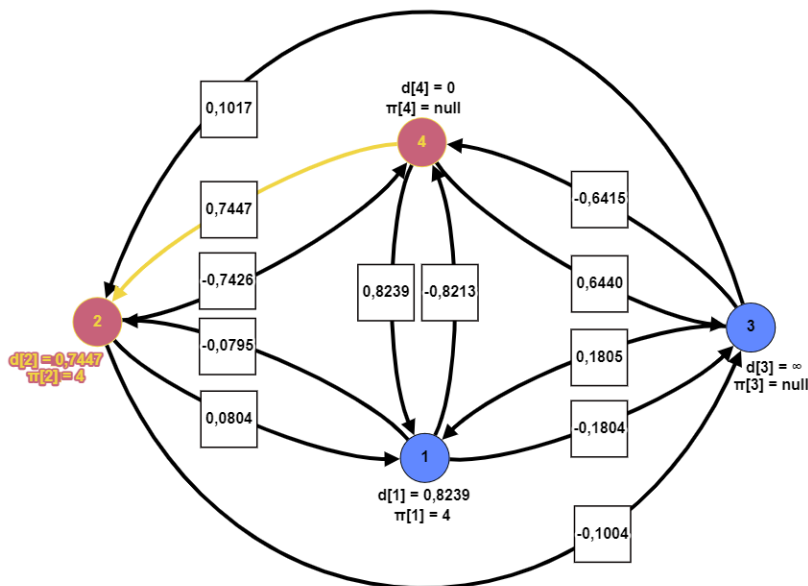 d[4] = 0
π[4] = null
0,1017
4
0,7447
-0,6415
-0,7426
0,8239
-0,8213
0,6440
2
3
d[2] = 0,7447
π[2] = 4
-0,0795
0,1805
d[3] = ∞
π[3] = null
0,0804
-0,1804
1
d[1] = 0,8239
π[1] = 4
-0,1004